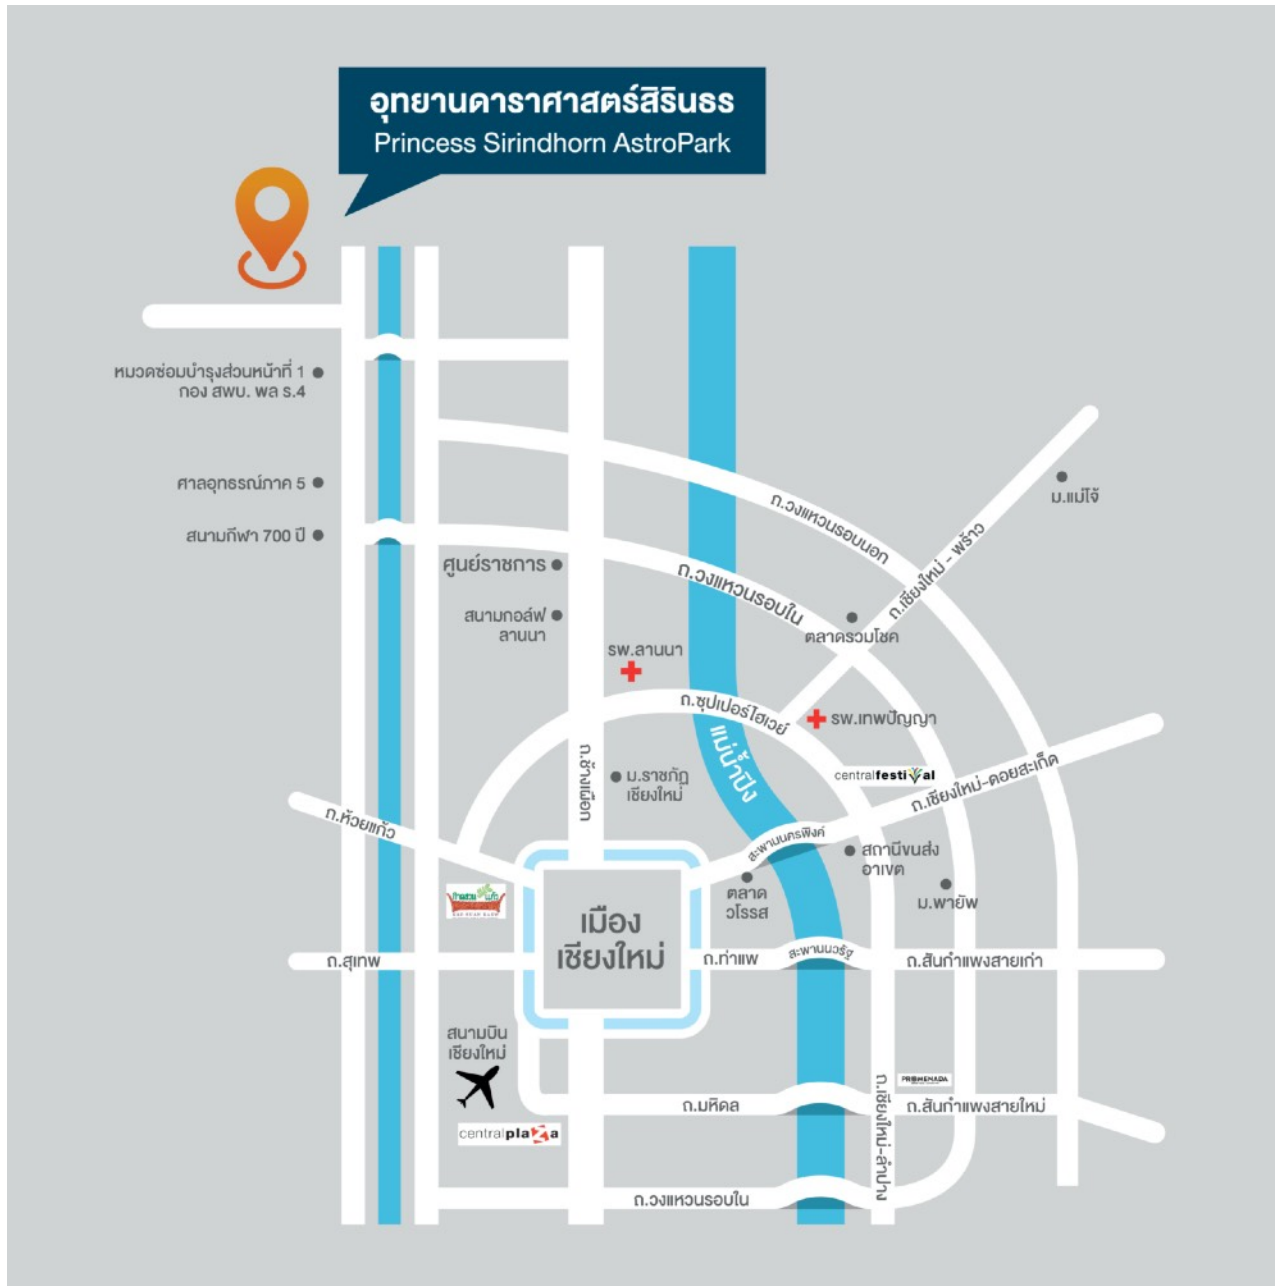 อุทยานดาราศาสตร์สิรินธร
Princess Sirindhorn AstroPark
หมวดซ่อมบำรุงส่วนหน้าที่ 1
กอง สพบ. พล ร.4
ศาลอุทธรณ์ภาค 5
สนามกีฬา 700 ปี
ศูนย์ราชการ
สนามกอล์ฟ
ลานนา
รพ.ลานนา
ถ.วงแหวนรอบนอก
ถ.วงแหวนรอบใน
ถ.เชียงใหม่ - พร้าว
ม.แม่โจ้
ตลาดรวมโชค
ถ.ซุปเปอร์ไฮเวย์
รพ.เทพปัญญา
แม่น้ำปิง
ถ.ช้างเผือก
ม.ราชภัฏ
เชียงใหม่
centralfestival
ถ.เชียงใหม่-ดอยสะเก็ด
ถ.ห้วยแก้ว
สะพานนครพิงค์
สถานีขนส่ง
อาเขต
ตลาด
วโรรส
ม.พายัพ
เมือง
เชียงใหม่
ถ.สุเทพ
ถ.ท่าแพ
สะพานนวรัฐ
ถ.สันกำแพงสายเก่า
สนามบิน
เชียงใหม่
centralplaza
ถ.มหิดล
PROMENADA
ถ.สันกำแพงสายใหม่
ถ.เชียงใหม่-ลำปาง
ถ.วงแหวนรอบใน